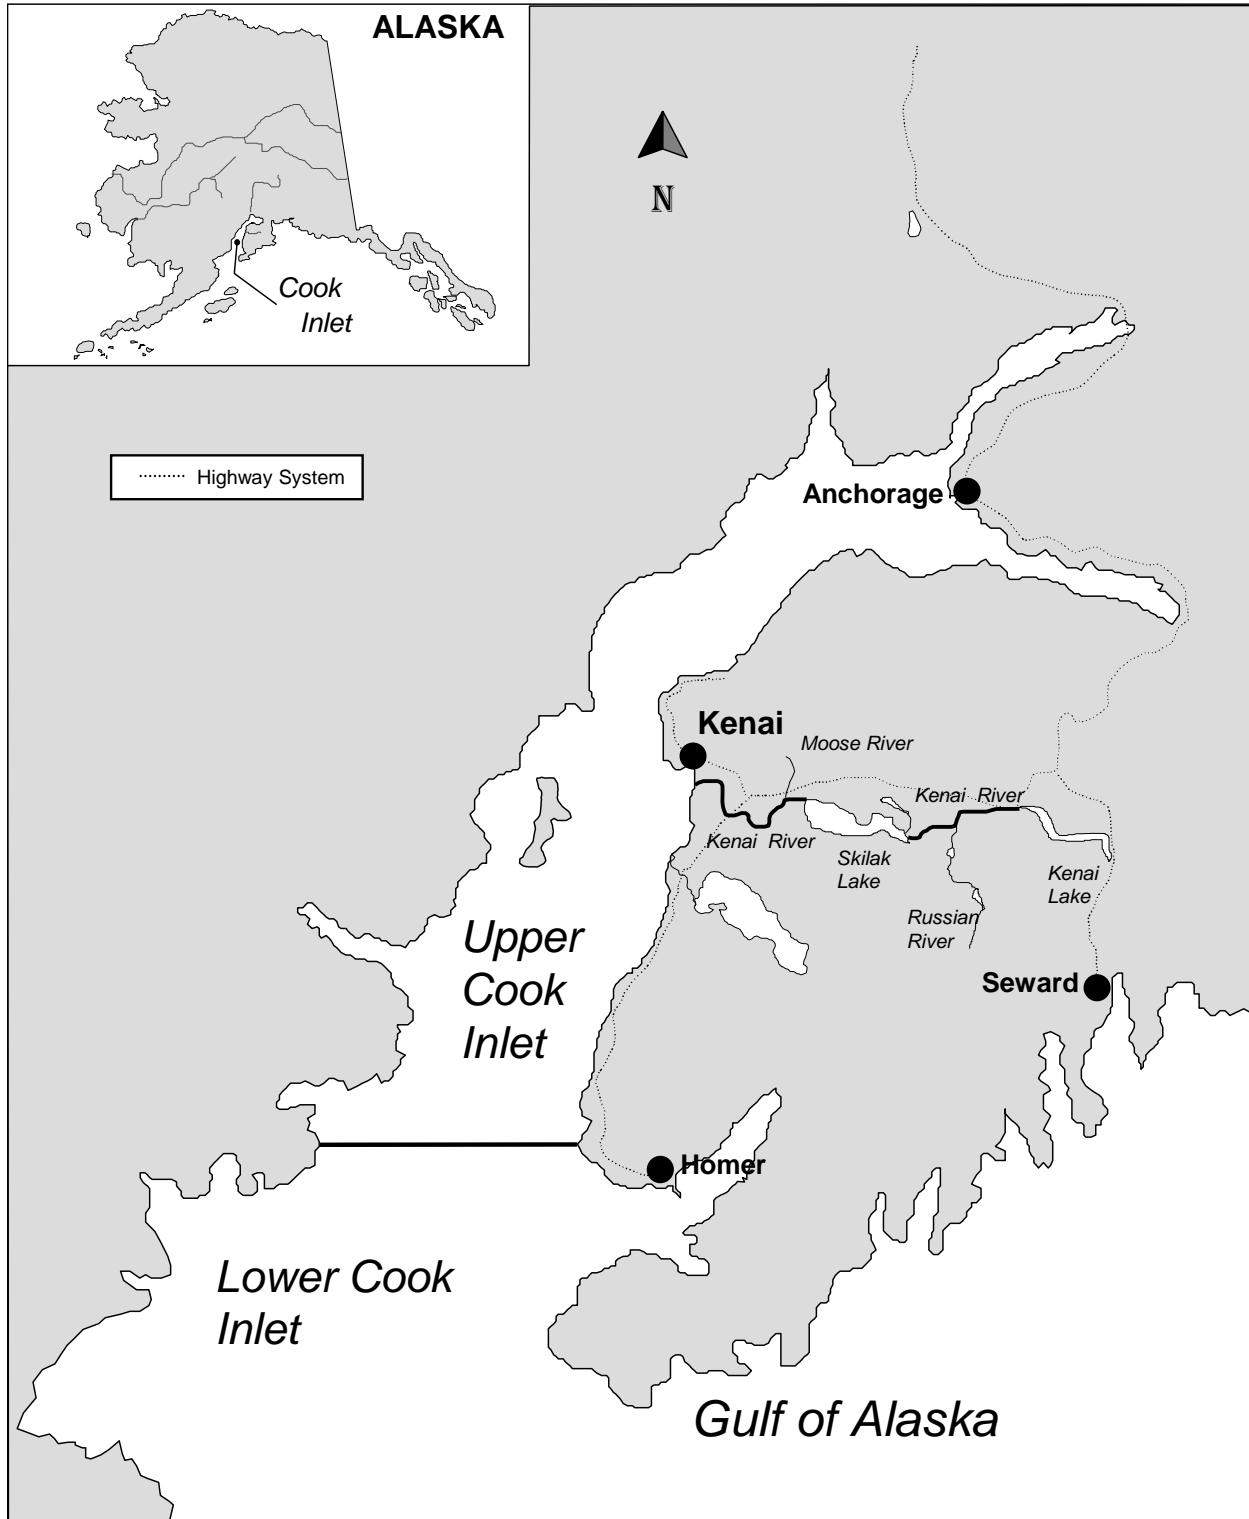 ALASKA
Cook
Inlet
N
Highway System
Anchorage
Kenai
Moose River
Kenai River
Kenai River
Skilak
Lake
Kenai
Lake
Russian
River
Upper
Cook
Inlet
Seward
Homer
Lower Cook
Inlet
Gulf of Alaska